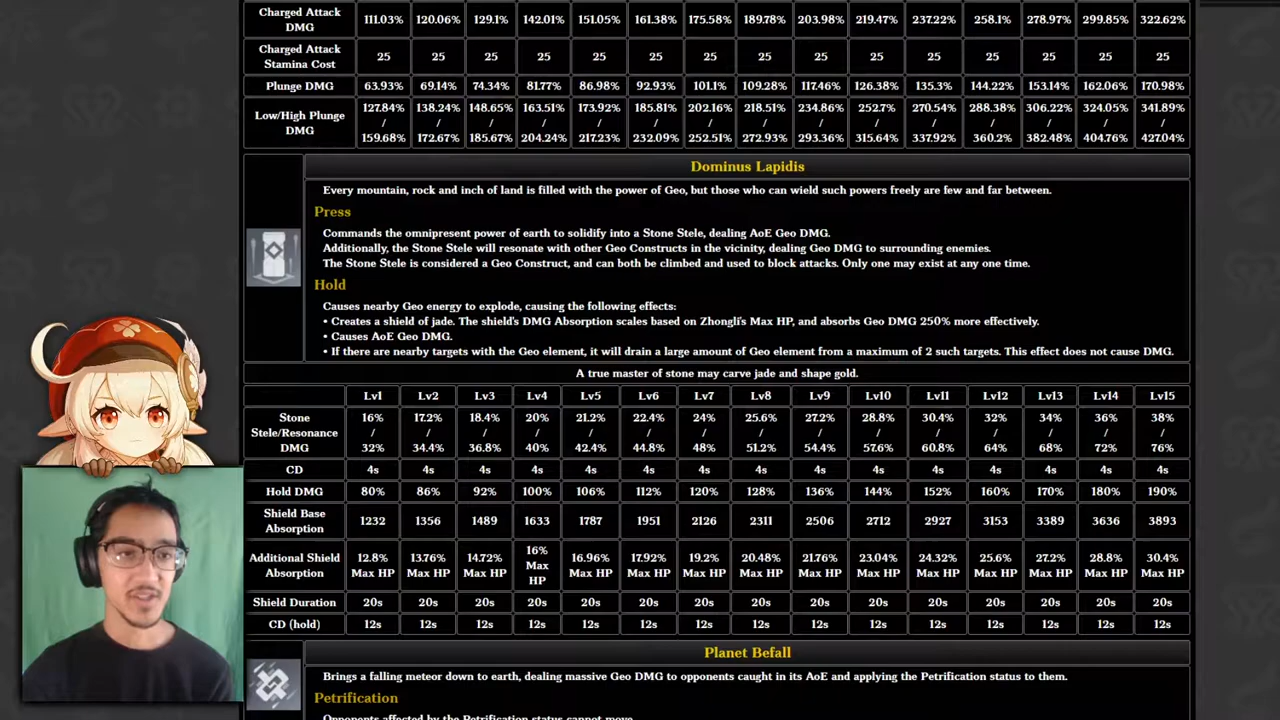 Charged Attack DMG 111.03% 120.06% 129.1% 142.01% 151.05% 161.38% 175.58% 189.78% 203.98% 219.47% 237.22% 258.1% 278.97% 299.85% 322.62%
Charged Attack Stamina Cost 25 25 25 25 25 25 25 25 25 25 25 25 25 25 25
Plunge DMG 63.93% 69.14% 74.34% 81.77% 86.98% 92.93% 101.1% 109.28% 117.46% 126.38% 135.3% 144.22% 153.14% 162.06% 170.98%
Low/High Plunge DMG 127.84% / 159.68% 138.24% / 172.67% 148.65% / 185.67% 163.51% / 204.24% 173.92% / 217.23% 185.81% / 232.09% 202.16% / 252.51% 218.51% / 272.93% 234.86% / 293.36% 252.7% / 315.64% 270.54% / 337.92% 288.38% / 360.2% 306.22% / 382.48% 324.05% / 404.76% 341.89% / 427.04%
Dominus Lapidis
Every mountain, rock and inch of land is filled with the power of Geo, but those who can wield such powers freely are few and far between.
Press
Commands the omnipresent power of earth to solidify into a Stone Stele, dealing AoE Geo DMG.
Additionally, the Stone Stele will resonate with other Geo Constructs in the vicinity, dealing Geo DMG to surrounding enemies.
The Stone Stele is considered a Geo Construct, and can both be climbed and used to block attacks. Only one may exist at any one time.
Hold
Causes nearby Geo energy to explode, causing the following effects:
• Creates a shield of jade. The shield's DMG Absorption scales based on Zhongli's Max HP, and absorbs Geo DMG 250% more effectively.
• Causes AoE Geo DMG.
• If there are nearby targets with the Geo element, it will drain a large amount of Geo element from a maximum of 2 such targets. This effect does not cause DMG.
A true master of stone may carve jade and shape gold.
Lv1 Lv2 Lv3 Lv4 Lv5 Lv6 Lv7 Lv8 Lv9 Lv10 Lv11 Lv12 Lv13 Lv14 Lv15
Stone Stele/Resonance DMG 16% / 32% 17.2% / 34.4% 18.4% / 36.8% 20% / 40% 21.2% / 42.4% 22.4% / 44.8% 24% / 48% 25.6% / 51.2% 27.2% / 54.4% 28.8% / 57.6% 30.4% / 60.8% 32% / 64% 34% / 68% 36% / 72% 38% / 76%
CD 4s 4s 4s 4s 4s 4s 4s 4s 4s 4s 4s 4s 4s 4s 4s
Hold DMG 80% 86% 92% 100% 106% 112% 120% 128% 136% 144% 152% 160% 170% 180% 190%
Shield Base Absorption 1232 1356 1489 1633 1787 1951 2126 2311 2506 2712 2927 3153 3389 3636 3893
Additional Shield Absorption 12.8% Max HP 13.76% Max HP 14.72% Max HP 16% Max HP 16.96% Max HP 17.92% Max HP 19.2% Max HP 20.48% Max HP 21.76% Max HP 23.04% Max HP 24.32% Max HP 25.6% Max HP 27.2% Max HP 28.8% Max HP 30.4% Max HP
Shield Duration 20s 20s 20s 20s 20s 20s 20s 20s 20s 20s 20s 20s 20s 20s 20s
CD (hold) 12s 12s 12s 12s 12s 12s 12s 12s 12s 12s 12s 12s 12s 12s 12s
Planet Befall
Brings a falling meteor down to earth, dealing massive Geo DMG to opponents caught in its AoE and applying the Petrification status to them.
Petrification
Opponents affected by the Petrification status cannot move.